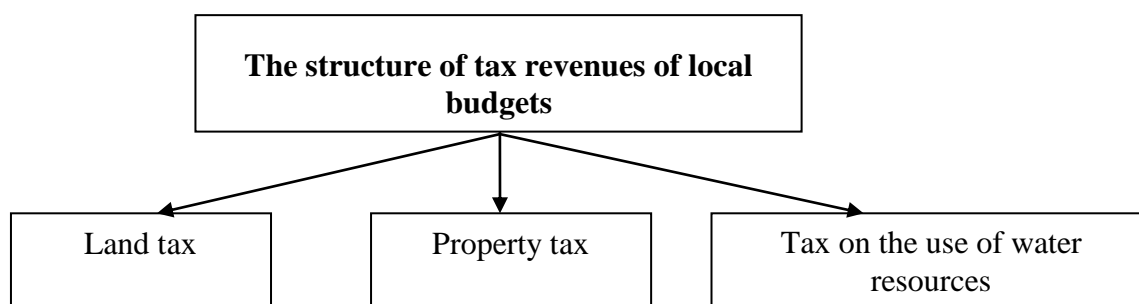 The structure of tax revenues of local
budgets
Land tax
Property tax
Tax on the use of water
resources